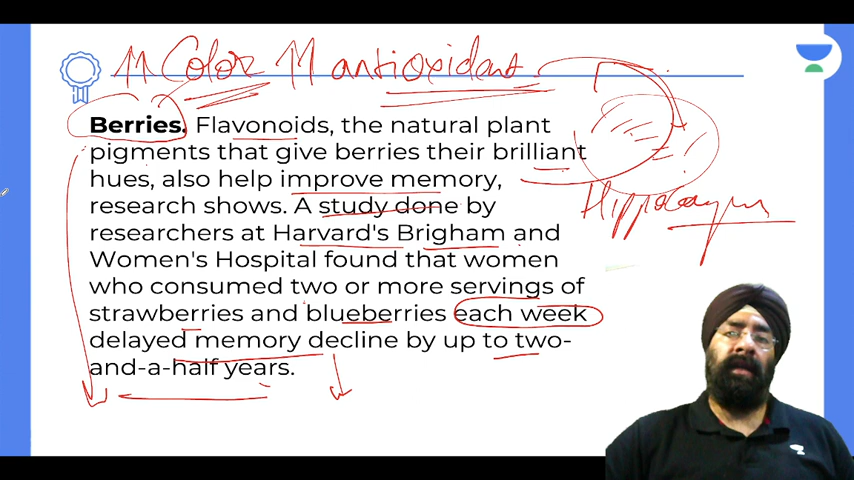 ↑↑ Color ↑↑ antioxident
Berries. Flavonoids, the natural plant
pigments that give berries their brilliant
hues, also help improve memory,
research shows. A study done by
researchers at Harvard's Brigham and
Women's Hospital found that women
who consumed two or more servings of
strawberries and blueberries each week
delayed memory decline by up to two-
and-a-half years.
Hippocampus